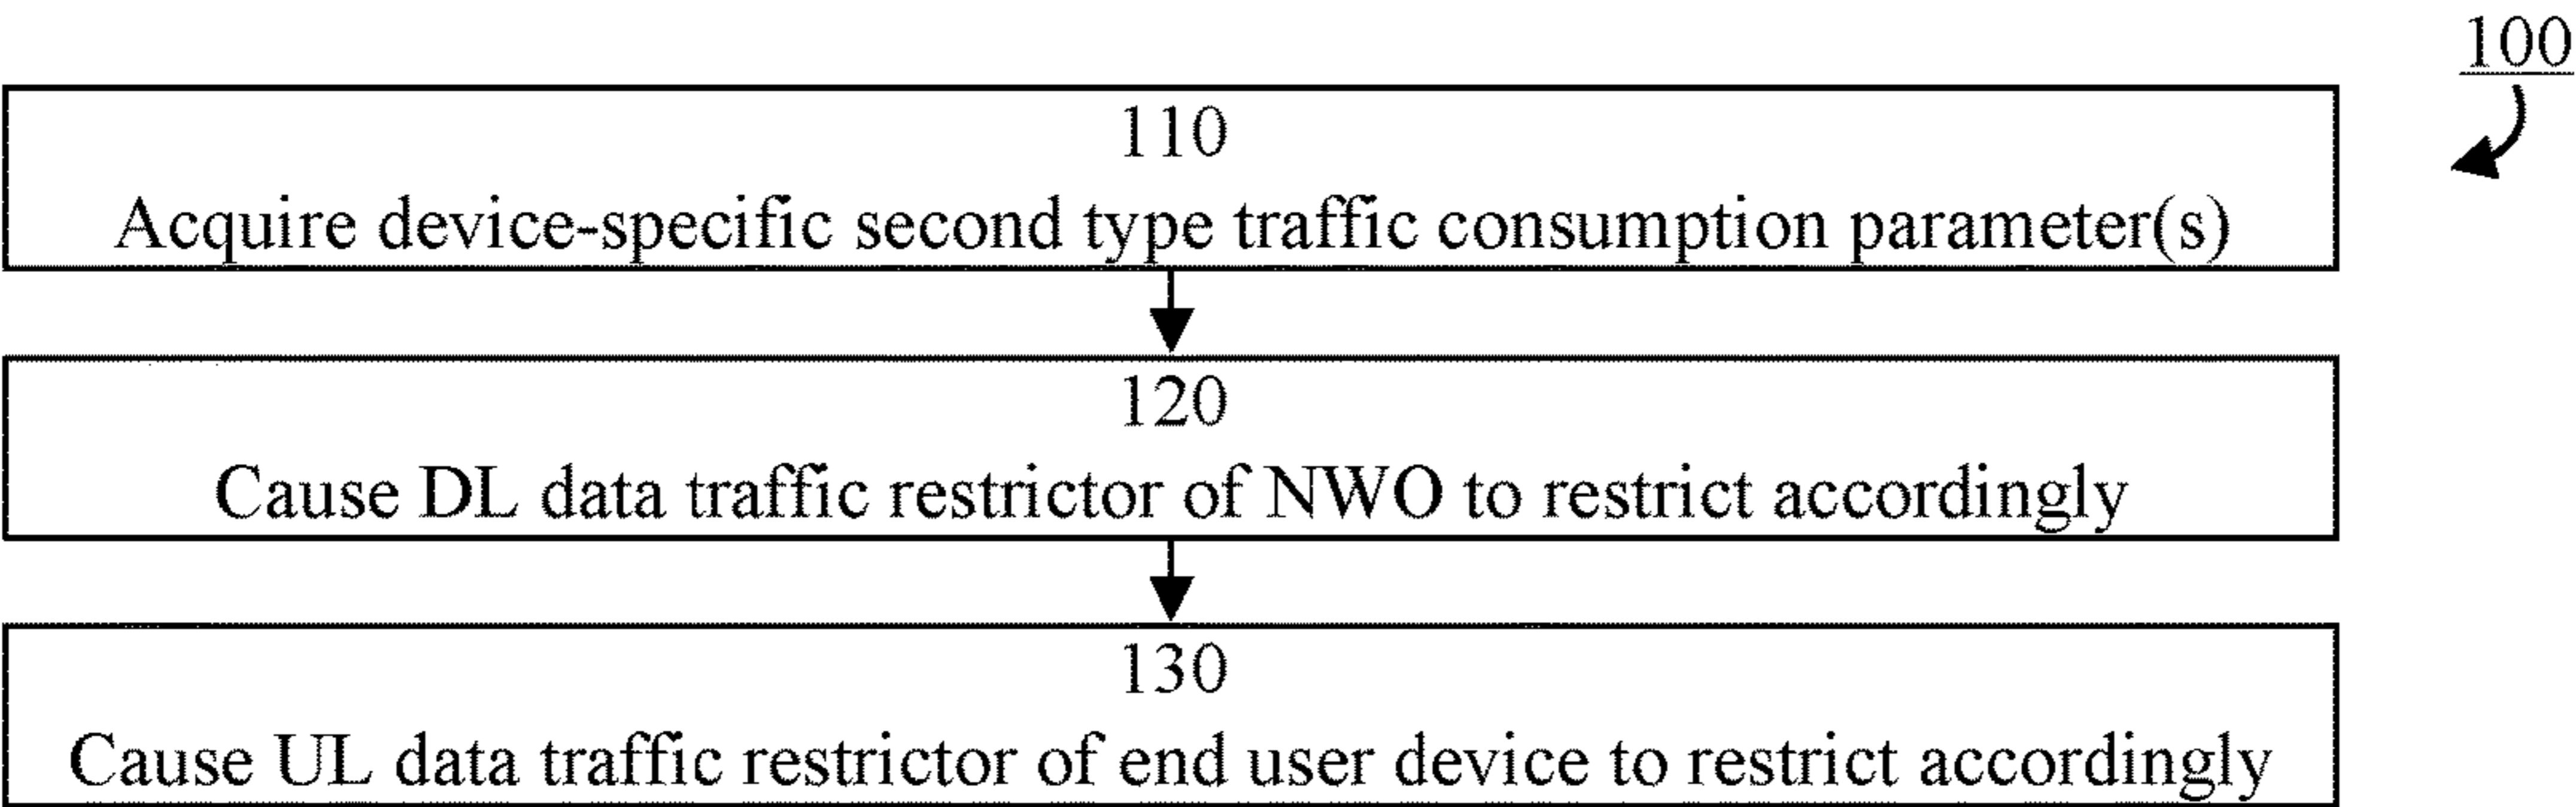 100
110
Acquire device-specific second type traffic consumption parameter(s)
120
Cause DL data traffic restrictor of NWO to restrict accordingly
130
Cause UL data traffic restrictor of end user device to restrict accordingly